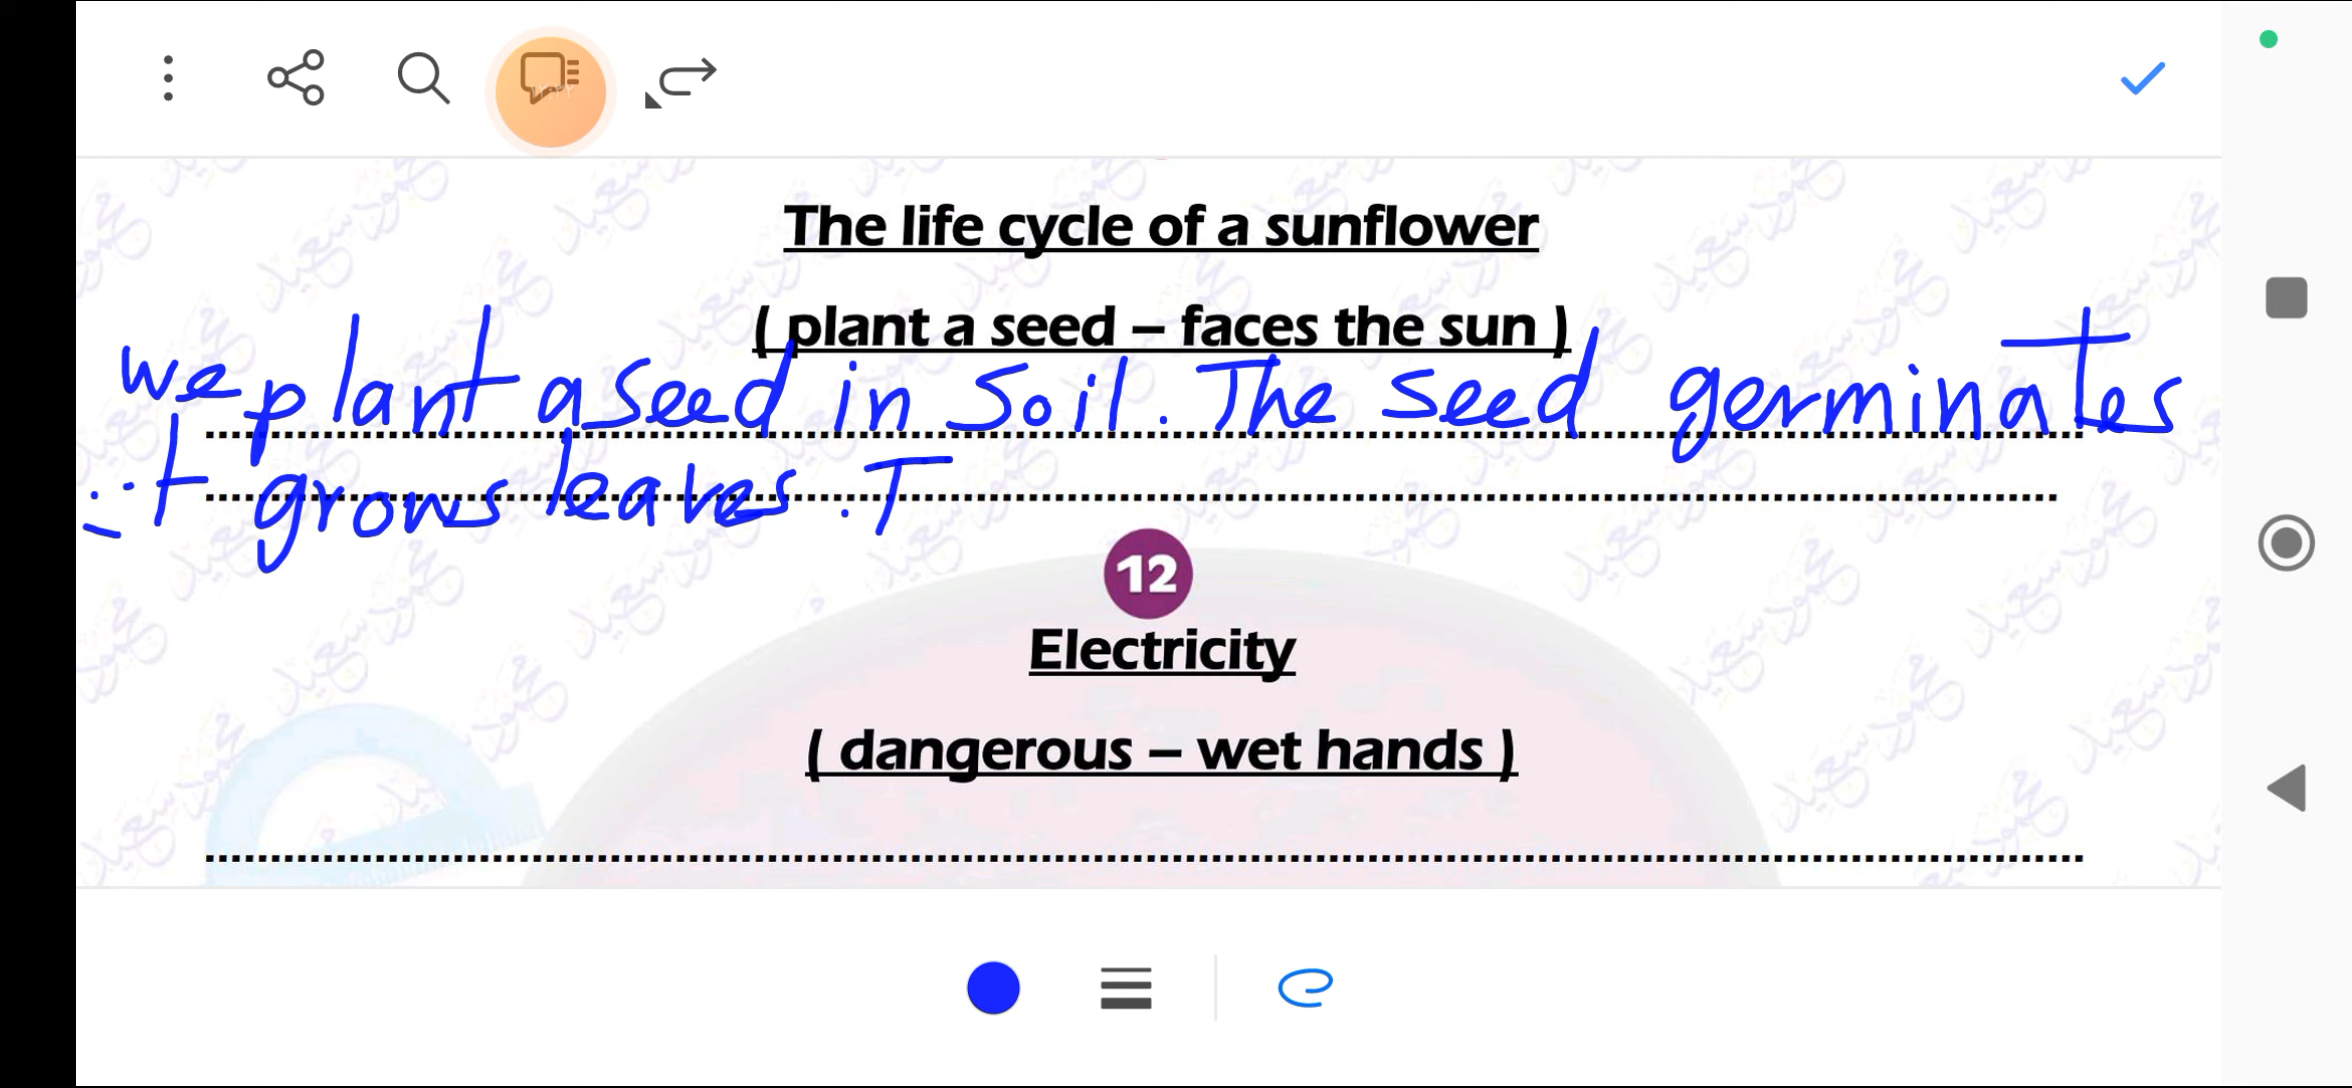 The life cycle of a sunflower
( plant a seed – faces the sun )
we plant a seed in soil. The seed germinates
it grows leaves. T
12
Electricity
( dangerous – wet hands )